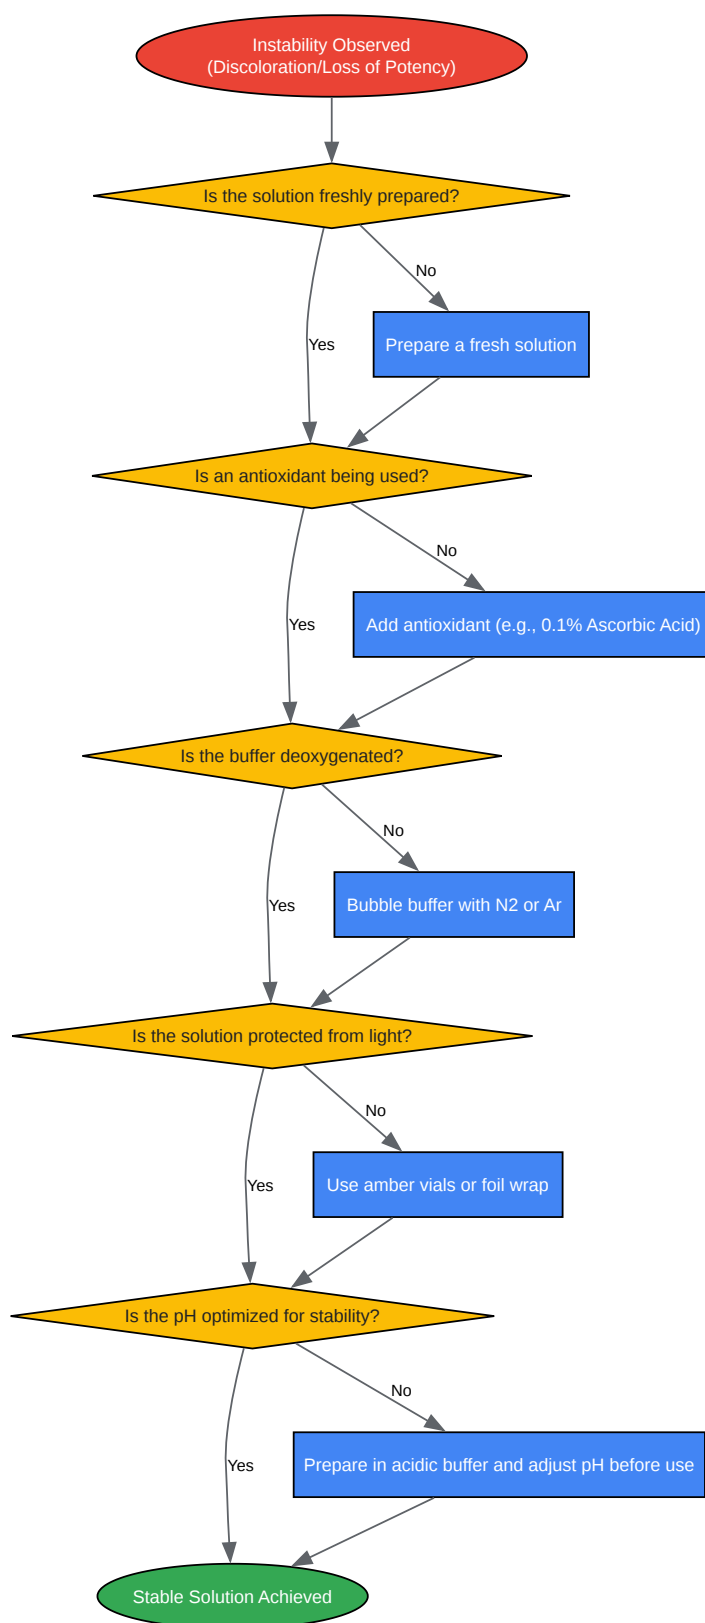 Instability Observed
(Discoloration/Loss of Potency)
Is the solution freshly prepared?
No
Yes
Prepare a fresh solution
Is an antioxidant being used?
No
Yes
Add antioxidant (e.g., 0.1% Ascorbic Acid)
Is the buffer deoxygenated?
No
Yes
Bubble buffer with N2 or Ar
Is the solution protected from light?
No
Yes
Use amber vials or foil wrap
Is the pH optimized for stability?
No
Yes
Prepare in acidic buffer and adjust pH before use
Stable Solution Achieved